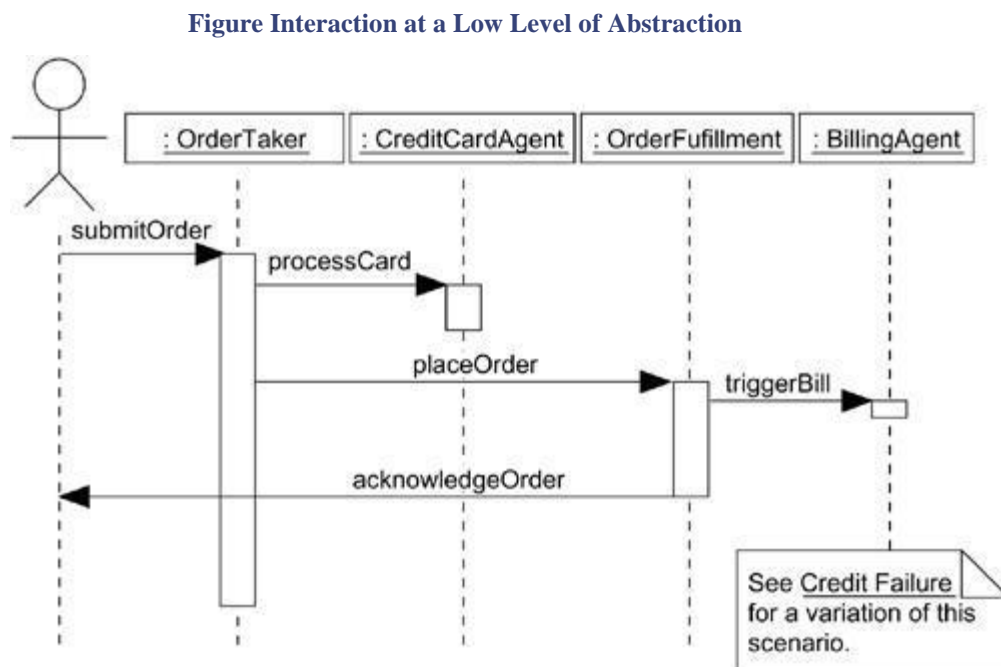 Figure Interaction at a Low Level of Abstraction
: OrderTaker
: CreditCardAgent
: OrderFufillment
: BillingAgent
submitOrder
processCard
placeOrder
triggerBill
acknowledgeOrder
See Credit Failure
for a variation of this
scenario.